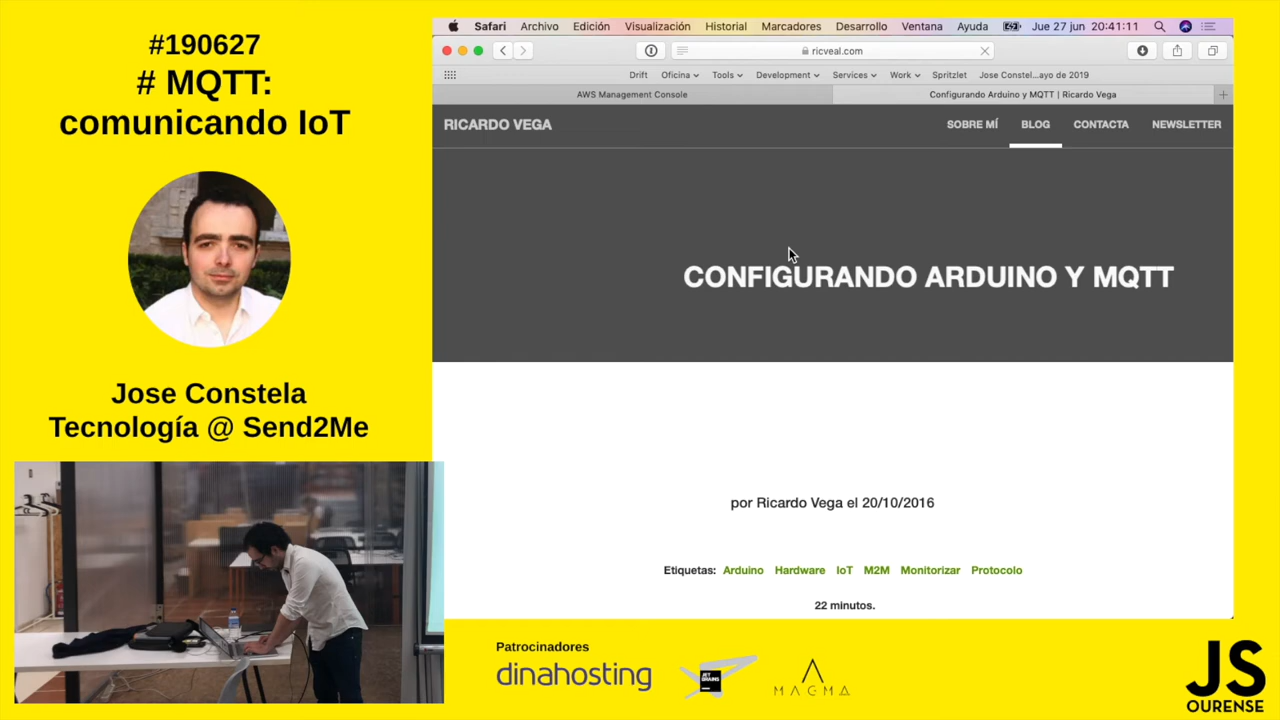 #190627
# MQTT:
comunicando IoT
Jose Constela
Tecnología @ Send2Me
Safari Archivo Edición Visualización Historial Marcadores Desarrollo Ventana Ayuda Jue 27 jun 20:41:11
ricveal.com
Drift Oficina Tools Development Services Work Spritzlet Jose Constel...ayo de 2019
AWS Management Console
Configurando Arduino y MQTT | Ricardo Vega
RICARDO VEGA
SOBRE MÍ BLOG CONTACTA NEWSLETTER
CONFIGURANDO ARDUINO Y MQTT
por Ricardo Vega el 20/10/2016
Etiquetas: Arduino Hardware IoT M2M Monitorizar Protocolo
22 minutos.
Patrocinadores
dinahosting
JET
BRAINS
MAGMA
JS
OURENSE